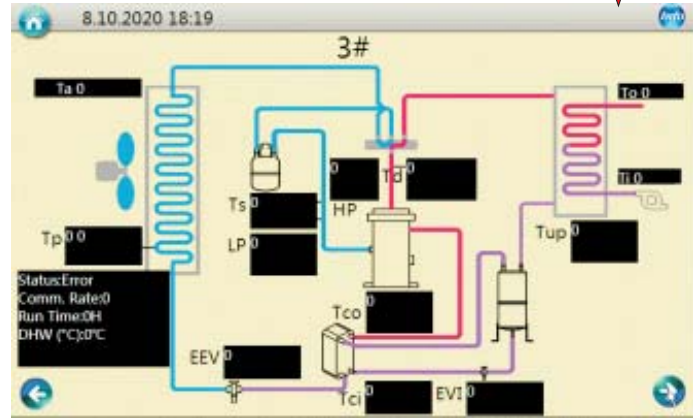 8.10.2020 18:19
Info
3#
Ta 0
To 0
0
Td 0
Ti 0
Ts 0
HP
Tp 0 0
LP 0
Tup 0
Status:Error
Comm. Rate:0
Run Time:0H
DHW (°C):0°C
0
Tco
EEV 0
Tci 0
EVI 0